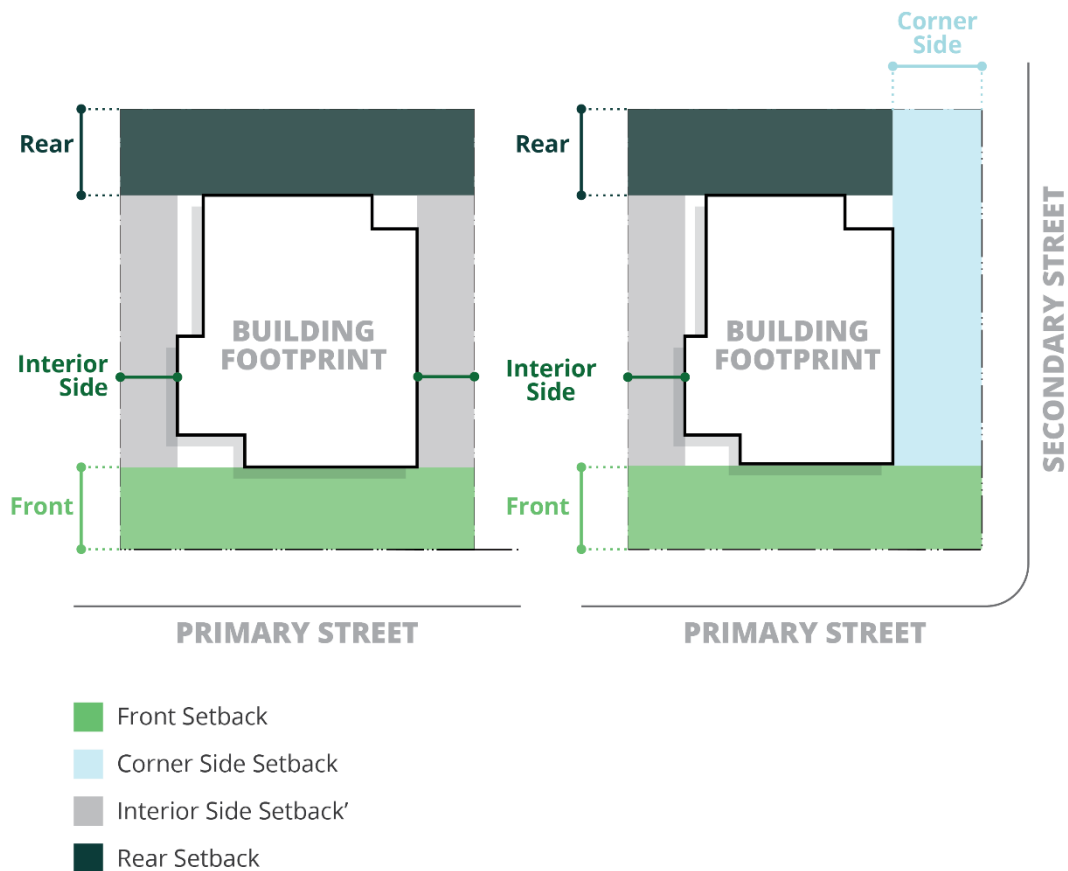 Corner
Side
Rear
Rear
BUILDING
FOOTPRINT
BUILDING
FOOTPRINT
Interior
Side
Interior
Side
SECONDARY STREET
Front
Front
PRIMARY STREET
PRIMARY STREET
Front Setback
Corner Side Setback
Interior Side Setback’
Rear Setback